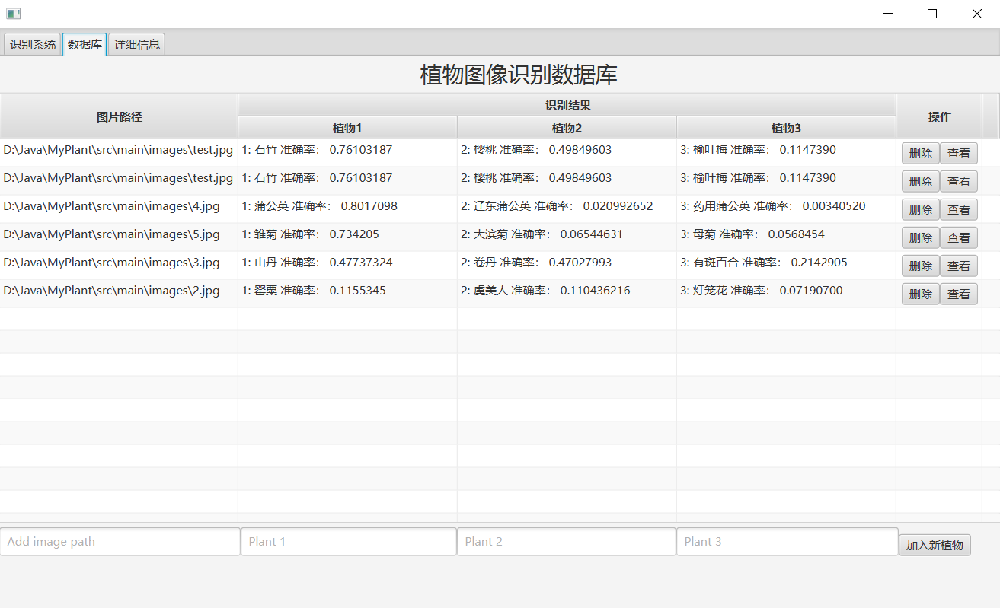 识别系统 数据库 详细信息
植物图像识别数据库
图片路径 识别结果 操作
植物1 植物2 植物3
D:\Java\MyPlant\src\main\images\test.jpg 1: 石竹 准确率： 0.76103187 2: 樱桃 准确率： 0.49849603 3: 榆叶梅 准确率： 0.1147390 删除 查看
D:\Java\MyPlant\src\main\images\test.jpg 1: 石竹 准确率： 0.76103187 2: 樱桃 准确率： 0.49849603 3: 榆叶梅 准确率： 0.1147390 删除 查看
D:\Java\MyPlant\src\main\images\4.jpg 1: 蒲公英 准确率： 0.8017098 2: 辽东蒲公英 准确率： 0.020992652 3: 药用蒲公英 准确率： 0.00340520 删除 查看
D:\Java\MyPlant\src\main\images\5.jpg 1: 雏菊 准确率： 0.734205 2: 大滨菊 准确率： 0.06544631 3: 母菊 准确率： 0.0568454 删除 查看
D:\Java\MyPlant\src\main\images\3.jpg 1: 山丹 准确率： 0.47737324 2: 卷丹 准确率： 0.47027993 3: 有斑百合 准确率： 0.2142905 删除 查看
D:\Java\MyPlant\src\main\images\2.jpg 1: 罂粟 准确率： 0.1155345 2: 虞美人 准确率： 0.110436216 3: 灯笼花 准确率： 0.07190700 删除 查看
Add image path Plant 1 Plant 2 Plant 3 加入新植物